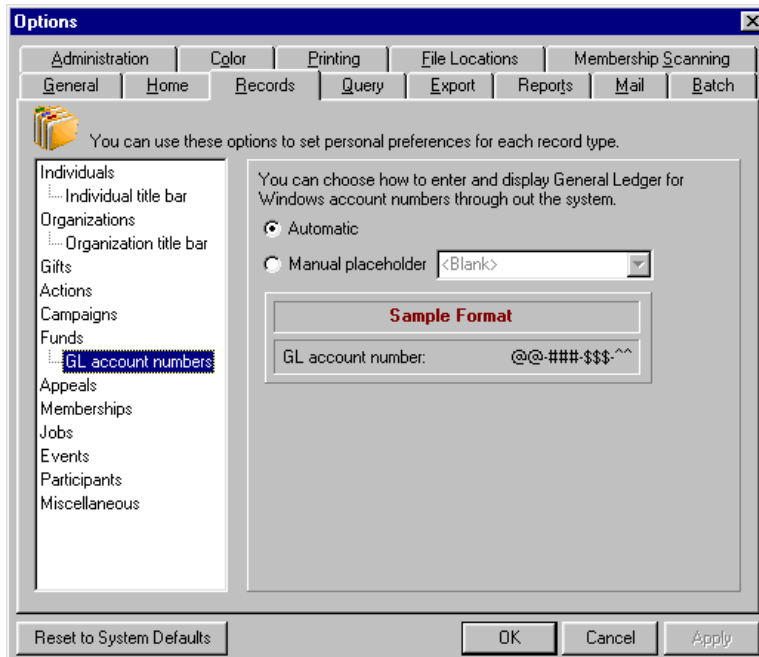 Options
Administration Color Printing File Locations Membership Scanning
General Home Records Query Export Reports Mail Batch
You can use these options to set personal preferences for each record type.
Individuals
Individual title bar
Organizations
Organization title bar
Gifts
Actions
Campaigns
Funds
GL account numbers
Appeals
Memberships
Jobs
Events
Participants
Miscellaneous
You can choose how to enter and display General Ledger for
Windows account numbers through out the system.
Automatic
Manual placeholder <Blank>
Sample Format
GL account number: @@-###-$$$-^^
Reset to System Defaults OK Cancel Apply